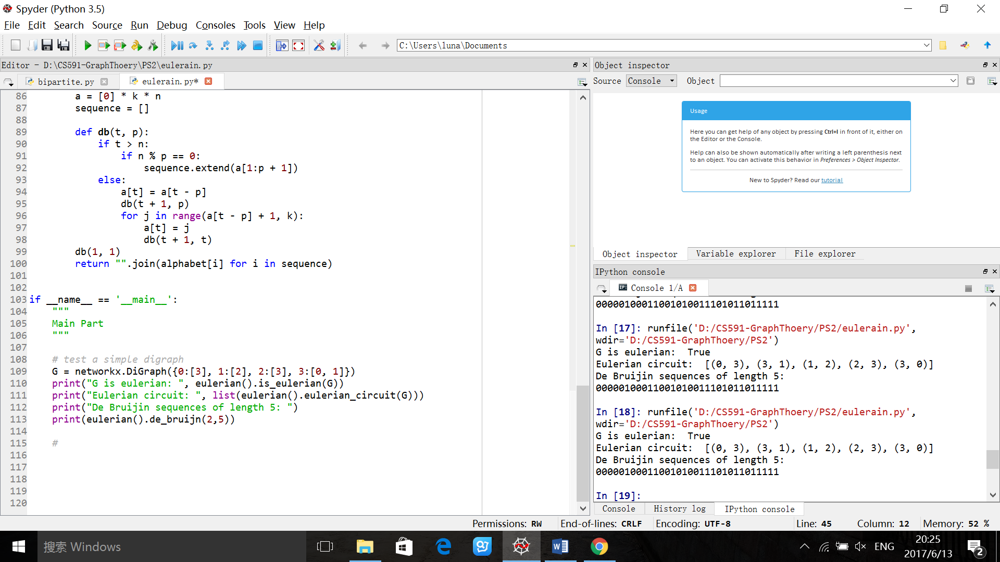 Spyder (Python 3.5)
File Edit Search Source Run Debug Consoles Tools View Help
C:\Users\luna\Documents
Editor - D:\CS591-GraphThoery\PS2\eulerain.py
bipartite.py
eulerain.py*
86 a = [0] * k * n
87 sequence = []
88
89 def db(t, p):
90 if t > n:
91 if n % p == 0:
92 sequence.extend(a[1:p + 1])
93 else:
94 a[t] = a[t - p]
95 db(t + 1, p)
96 for j in range(a[t - p] + 1, k):
97 a[t] = j
98 db(t + 1, t)
99 db(1, 1)
100 return "".join(alphabet[i] for i in sequence)
101
102
103 if __name__ == '__main__':
104 """
105 Main Part
106 """
107
108 # test a simple digraph
109 G = networkx.DiGraph({0:[3], 1:[2], 2:[3], 3:[0, 1]})
110 print("G is eulerian: ", eulerian().is_eulerian(G))
111 print("Eulerian circuit: ", list(eulerian().eulerian_circuit(G)))
112 print("De Bruijin sequences of length 5: ")
113 print(eulerian().de_bruijn(2,5))
114
115 #
116
117
118
119
120
Object inspector
Source Console Object
Usage
Here you can get help of any object by pressing Ctrl+I in front of it, either on
the Editor or the Console.
Help can also be shown automatically after writing a left parenthesis next
to an object. You can activate this behavior in Preferences > Object Inspector.
New to Spyder? Read our tutorial
Object inspector Variable explorer File explorer
IPython console
Console 1/A
00000100011001010011101011011111
In [17]: runfile('D:/CS591-GraphThoery/PS2/eulerain.py',
wdir='D:/CS591-GraphThoery/PS2')
G is eulerian:  True
Eulerian circuit:  [(0, 3), (3, 1), (1, 2), (2, 3), (3, 0)]
De Bruijin sequences of length 5:
00000100011001010011101011011111
In [18]: runfile('D:/CS591-GraphThoery/PS2/eulerain.py',
wdir='D:/CS591-GraphThoery/PS2')
G is eulerian:  True
Eulerian circuit:  [(0, 3), (3, 1), (1, 2), (2, 3), (3, 0)]
De Bruijin sequences of length 5:
00000100011001010011101011011111
In [19]:
Console History log IPython console
Permissions: RW End-of-lines: CRLF Encoding: UTF-8 Line: 45 Column: 12 Memory: 52 %
搜索 Windows
ENG
20:25
2017/6/13
2